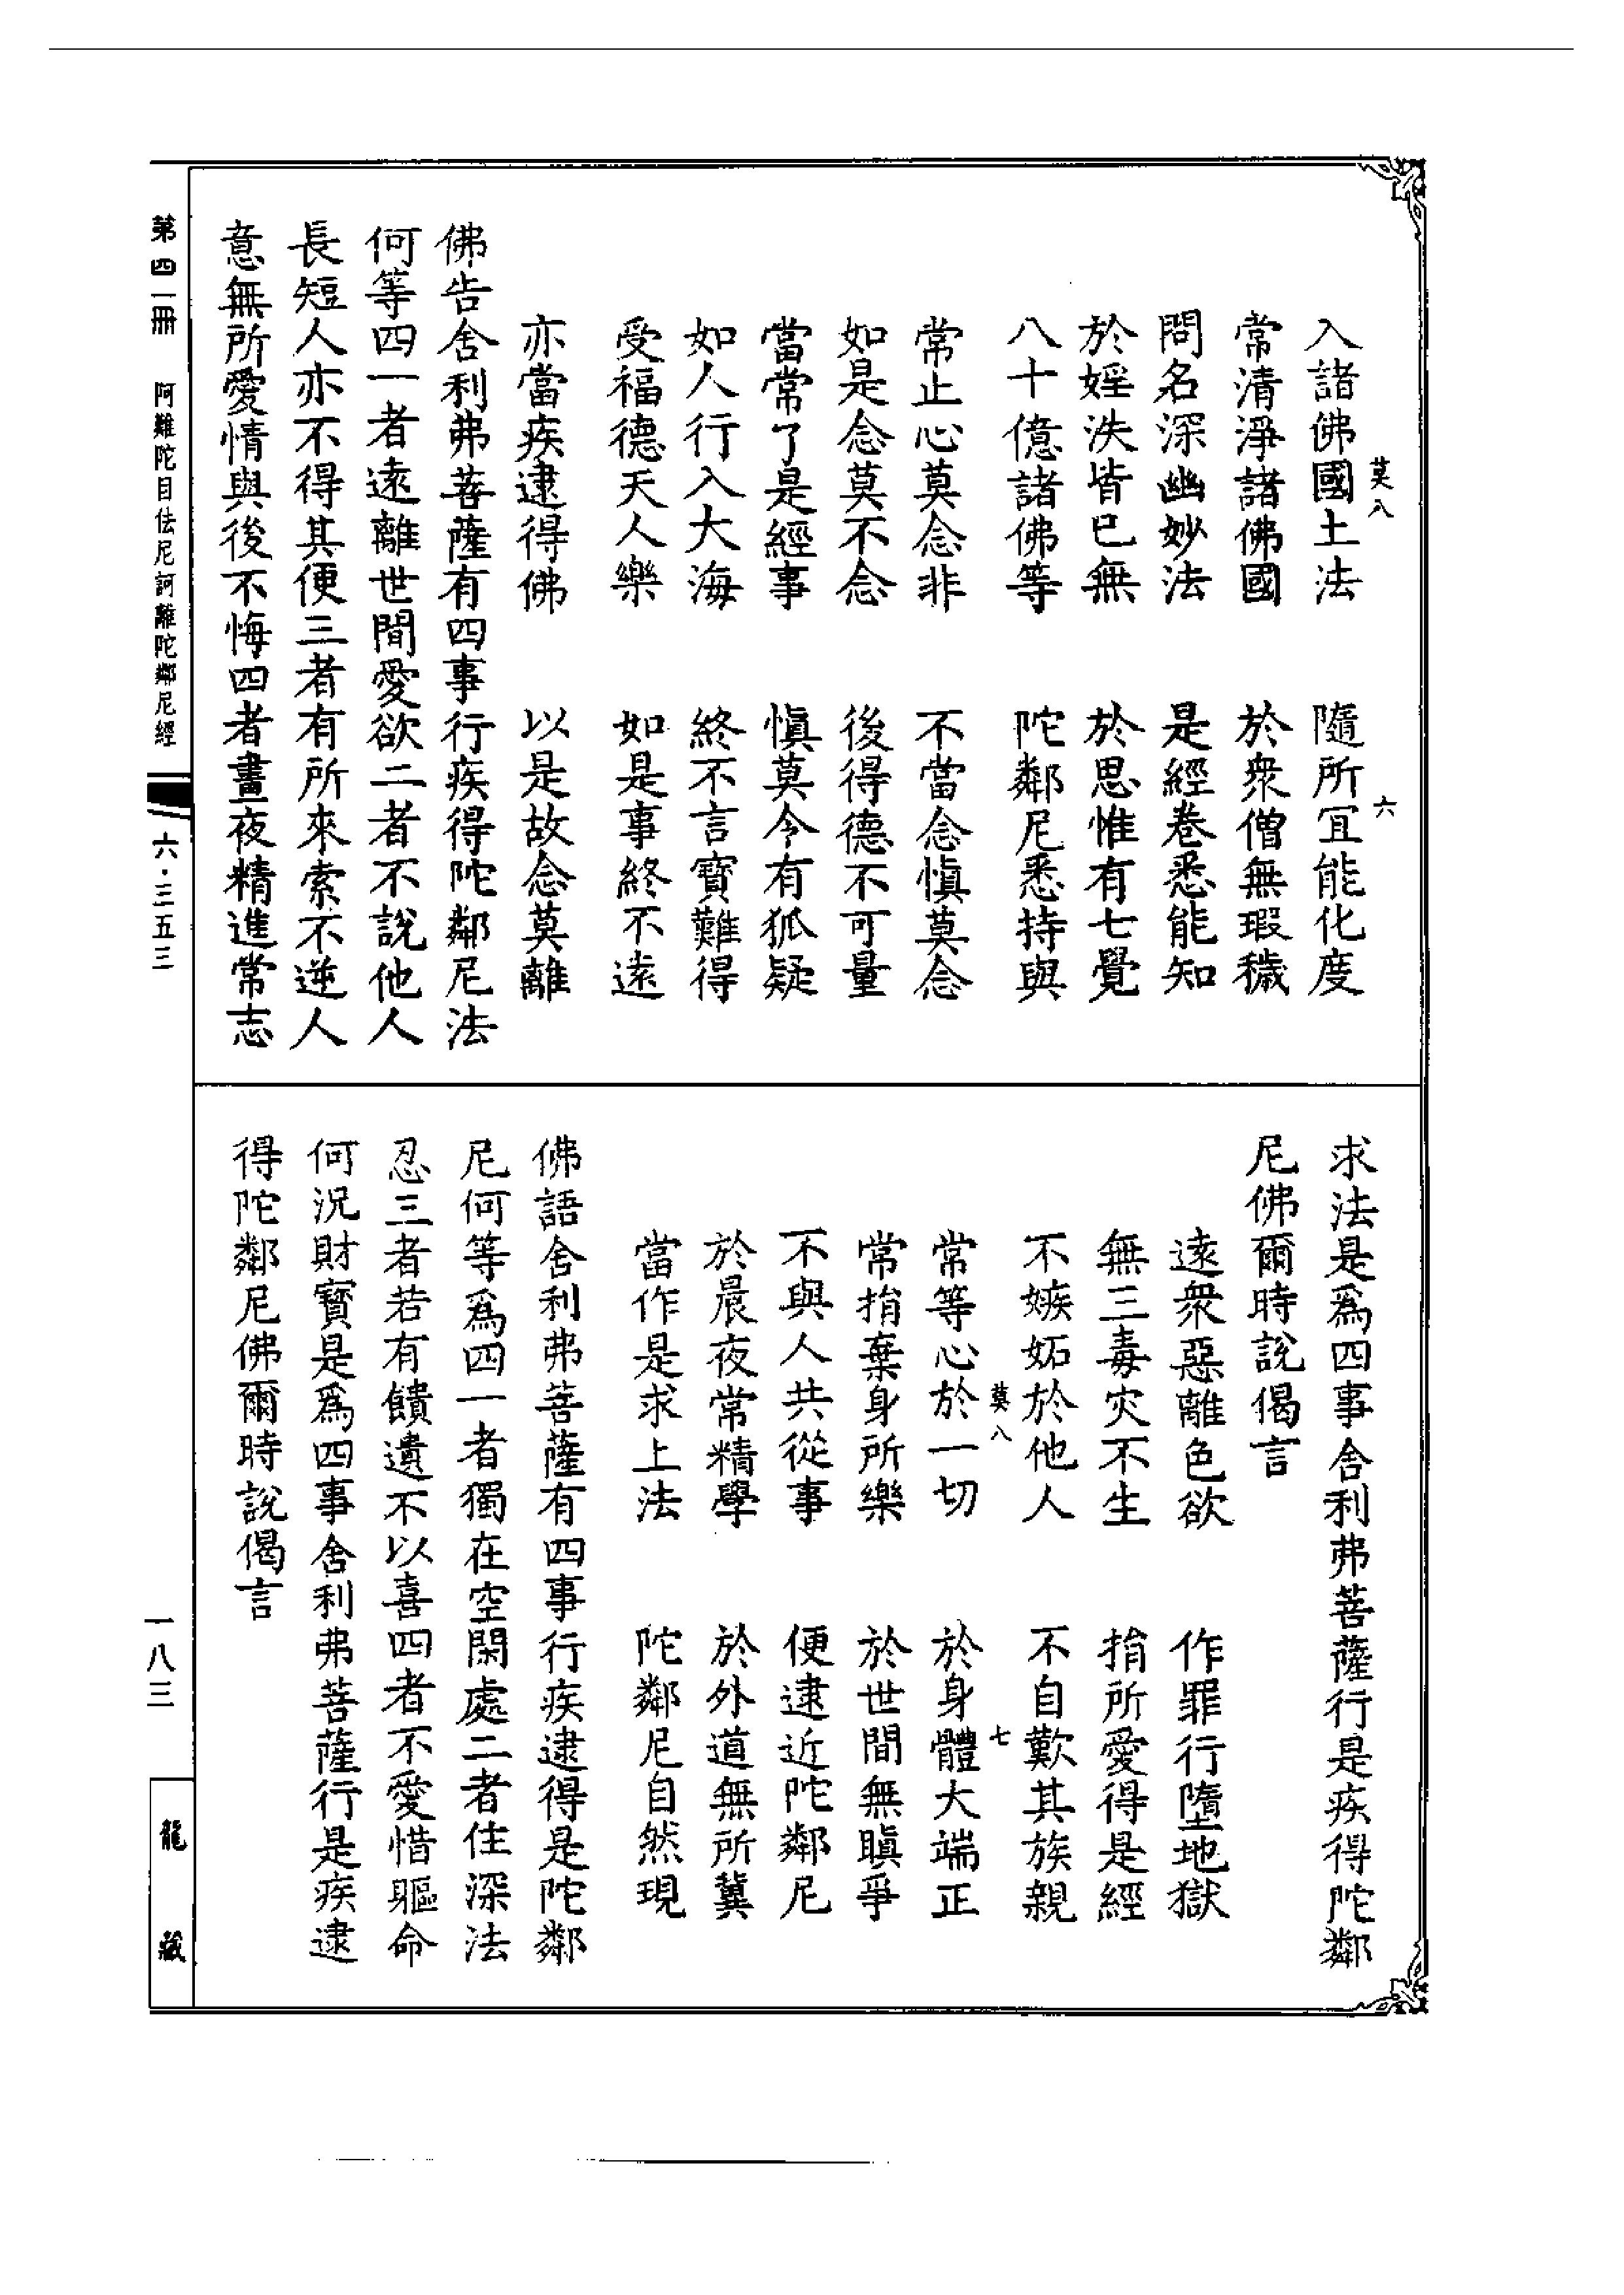 莫八
六
入諸佛國土法　隨所宜能化度
常清淨諸佛國　於衆僧無瑕穢
問名深幽妙法　是經卷悉能知
於婬泆皆已無　於思惟有七覺
八十億諸佛等　陀鄰尼悉持與
常止心莫念非　不當念慎莫念
如是念莫不念　後得德不可量
當常了是經事　慎莫令有狐疑
如人行入大海　終不言寶難得
受福德天人樂　如是事終不遠
亦當疾逮得佛　以是故念莫離
佛告舍利弗菩薩有四事行疾得陀鄰尼法
何等四一者遠離世間愛欲二者不說他人
長短人亦不得其便三者有所來索不逆人
意無所愛惜與後不悔四者晝夜精進常志
求法是爲四事舍利弗菩薩行是疾得陀鄰
尼佛爾時說偈言
遠衆惡離色欲　作罪行墮地獄
無三毒灾不生　捐所愛得是經
不嫉妬於他人　不自歎其族親
莫八
七
常等心於一切　於身體大端正
常捐棄身所樂　於世間無瞋爭
不與人共從事　便逮近陀鄰尼
於晨夜常精學　於外道無所冀
當作是求上法　陀鄰尼自然現
佛語舍利弗菩薩有四事行疾逮得是陀鄰
尼何等爲四一者獨在空閑處二者住深法
忍三者若有饋遺不以喜四者不愛惜軀命
何況財寶是爲四事舍利弗菩薩行是疾逮
得陀鄰尼佛爾時說偈言
第四一冊　阿難陀目佉尼訶離陀鄰尼經
六·三五三
一八三
龍藏